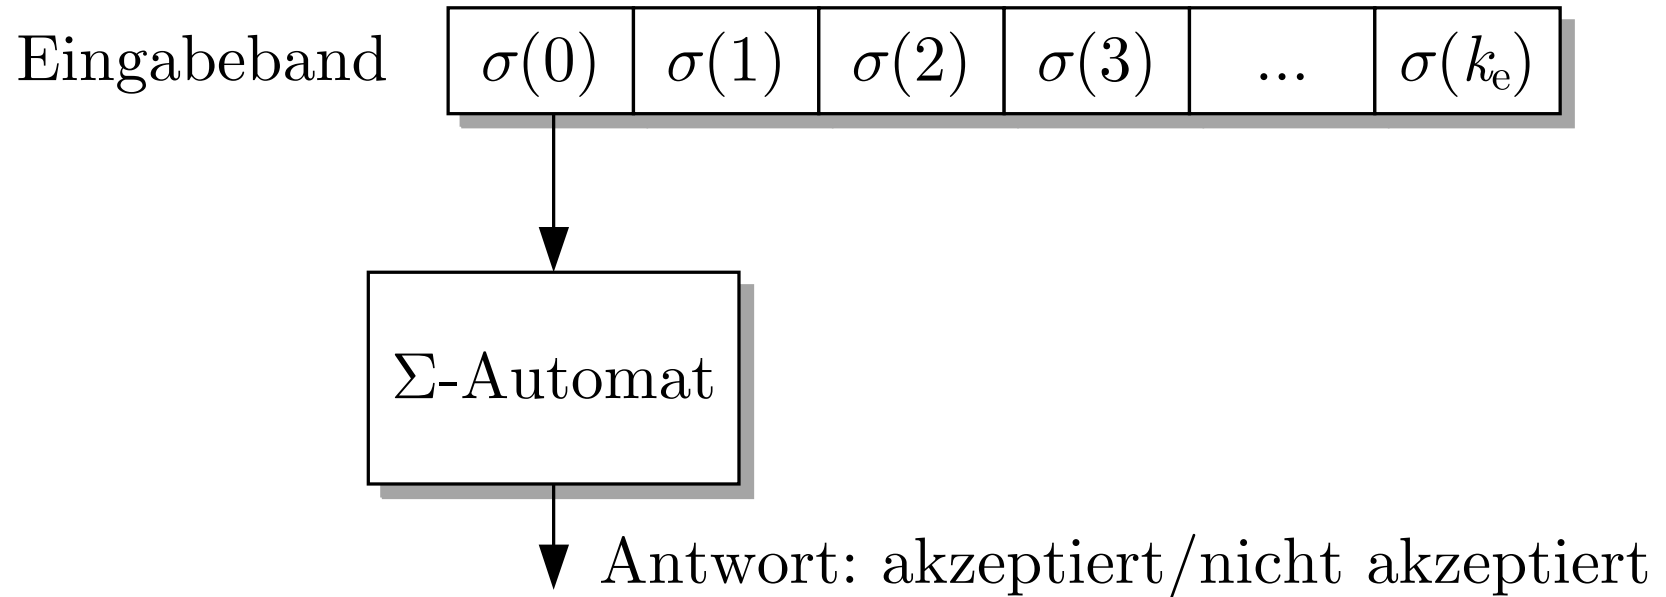 Eingabeband σ(0) σ(1) σ(2) σ(3) ... σ(kₑ)
Σ-Automat
Antwort: akzeptiert/nicht akzeptiert